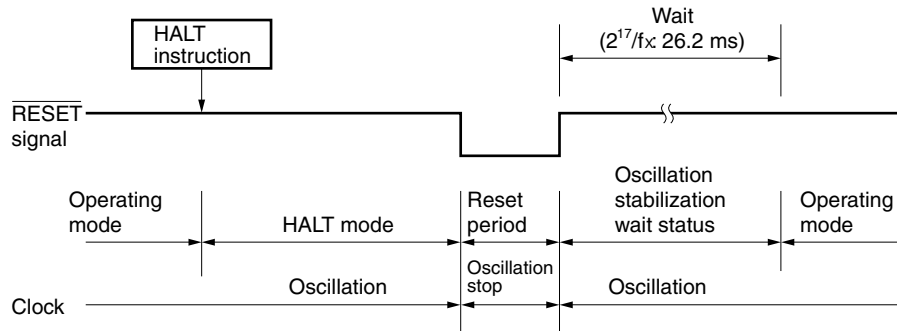 HALT
instruction
Wait
(2¹⁷/fx: 26.2 ms)
RESET
signal
Operating
mode
HALT mode
Reset
period
Oscillation
stabilization
wait status
Operating
mode
Clock
Oscillation
Oscillation
stop
Oscillation